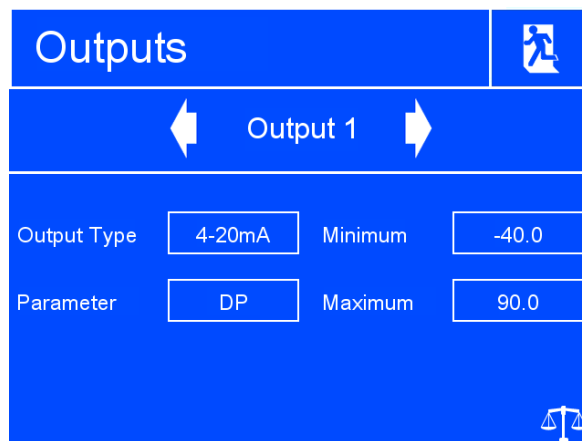 Outputs
Output 1
Output Type 4-20mA Minimum -40.0
Parameter DP Maximum 90.0